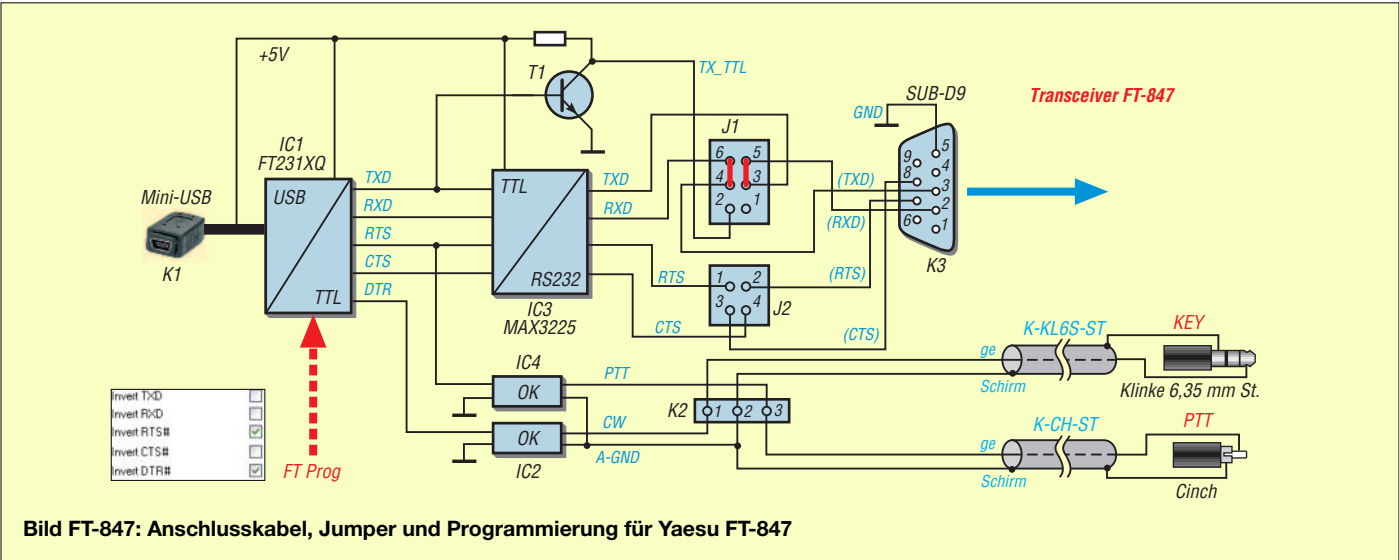 +5V
T1
TX_TTL
SUB-D9
Transceiver FT-847
GND
IC1
FT231XQ
J1
Mini-USB
K1
USB
TTL
TXD
RXD
RTS
CTS
DTR
TTL
RS232
IC3
MAX3225
TXD
RXD
6 5
4 3
2 1
(TXD)
(RXD)
9 5
8 4
3
2
6 1
K3
RTS
1 2
3 4
J2
(RTS)
CTS
(CTS)
IC4
OK
PTT
K2
1 2 3
OK
IC2
CW
A-GND
K-KL6S-ST
KEY
ge
Schirm
Klinke 6,35 mm St.
K-CH-ST
PTT
ge
Schirm
Cinch
Invert TXD
Invert RXD
Invert RTS#
Invert CTS#
Invert DTR#
FT Prog
Bild FT-847: Anschlusskabel, Jumper und Programmierung für Yaesu FT-847